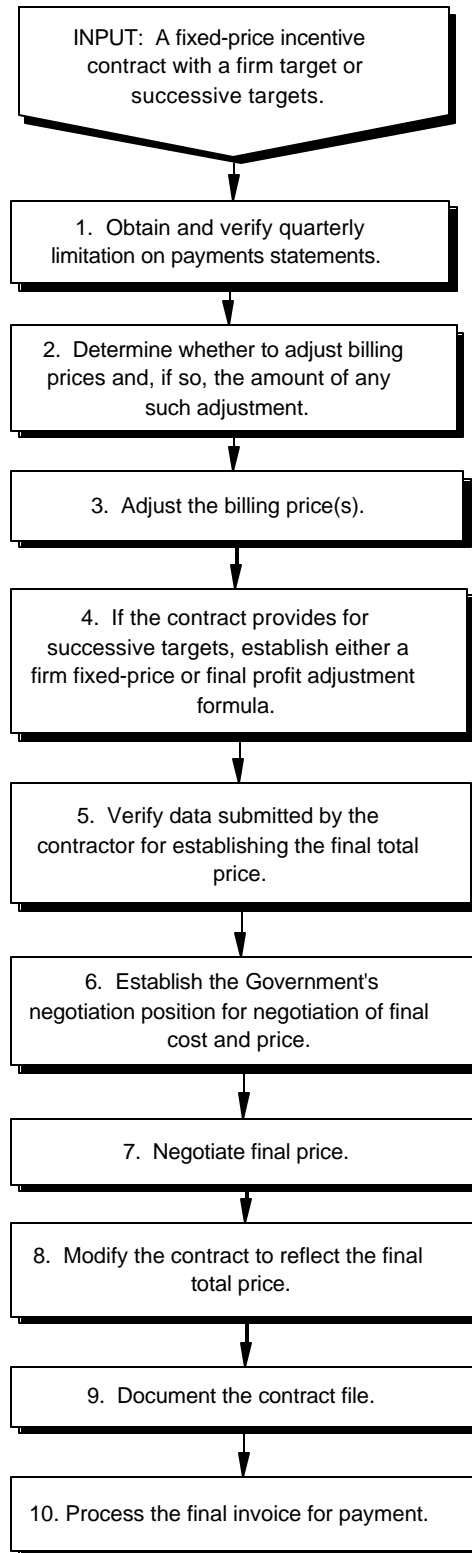 INPUT:  A fixed-price incentive
contract with a firm target or
successive targets.
1.  Obtain and verify quarterly
limitation on payments statements.
2.  Determine whether to adjust billing
prices and, if so, the amount of any
such adjustment.
3.  Adjust the billing price(s).
4.  If the contract provides for
successive targets, establish either a
firm fixed-price or final profit adjustment
formula.
5.  Verify data submitted by the
contractor for establishing the final total
price.
6.  Establish the Government's
negotiation position for negotiation of final
cost and price.
7.  Negotiate final price.
8.  Modify the contract to reflect the final
total price.
9.  Document the contract file.
10. Process the final invoice for payment.